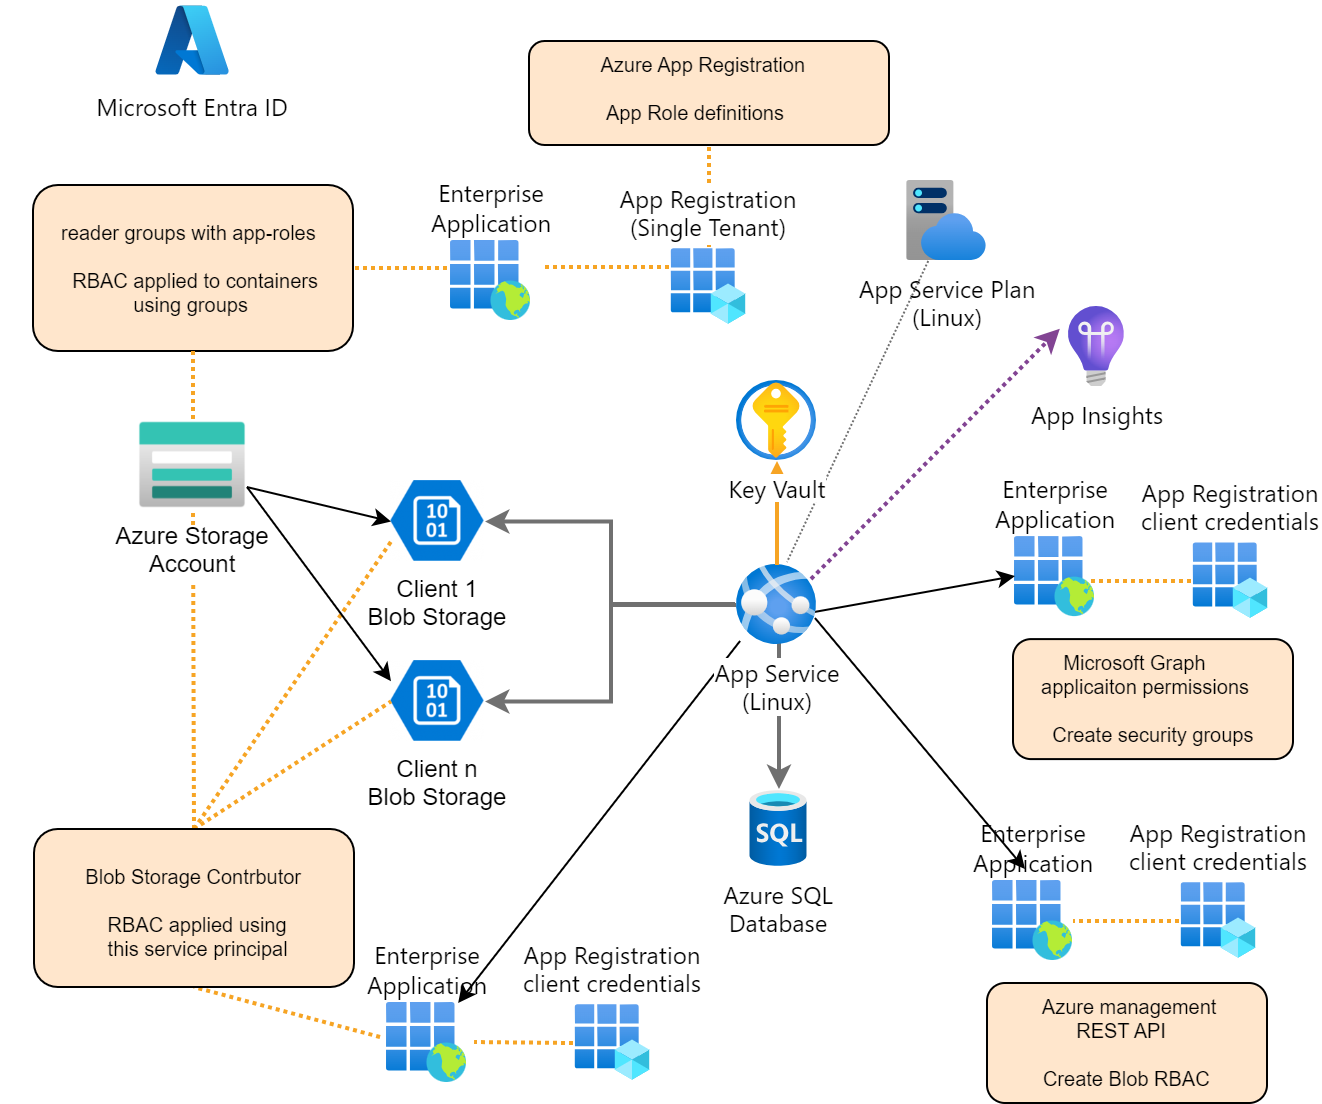 Microsoft Entra ID
Azure App Registration
App Role definitions
reader groups with app-roles
RBAC applied to containers
using groups
Enterprise
Application
App Registration
(Single Tenant)
App Service Plan
(Linux)
App Insights
Key Vault
Azure Storage
Account
10
01
Client 1
Blob Storage
10
01
Client n
Blob Storage
App Service
(Linux)
Enterprise
Application
App Registration
client credentials
Microsoft Graph
applicaiton permissions
Create security groups
SQL
Azure SQL
Database
Enterprise
Application
App Registration
client credentials
Azure management
REST API
Create Blob RBAC
Blob Storage Contrbutor
RBAC applied using
this service principal
Enterprise
Application
App Registration
client credentials